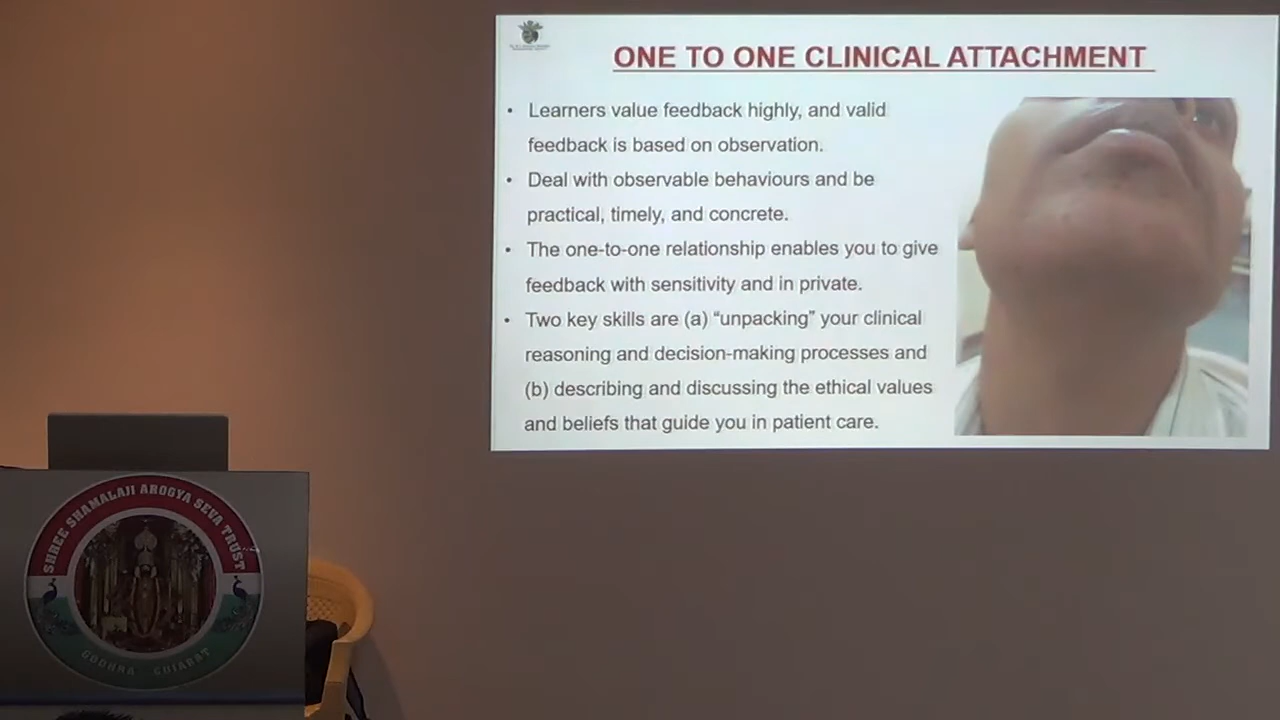 ONE TO ONE CLINICAL ATTACHMENT
• Learners value feedback highly, and valid
feedback is based on observation.
• Deal with observable behaviours and be
practical, timely, and concrete.
• The one-to-one relationship enables you to give
feedback with sensitivity and in private.
• Two key skills are (a) “unpacking” your clinical
reasoning and decision-making processes and
(b) describing and discussing the ethical values
and beliefs that guide you in patient care.
SHREE SHAMALAJI AROGYA SEVA TRUST
GODHRA GUJARAT